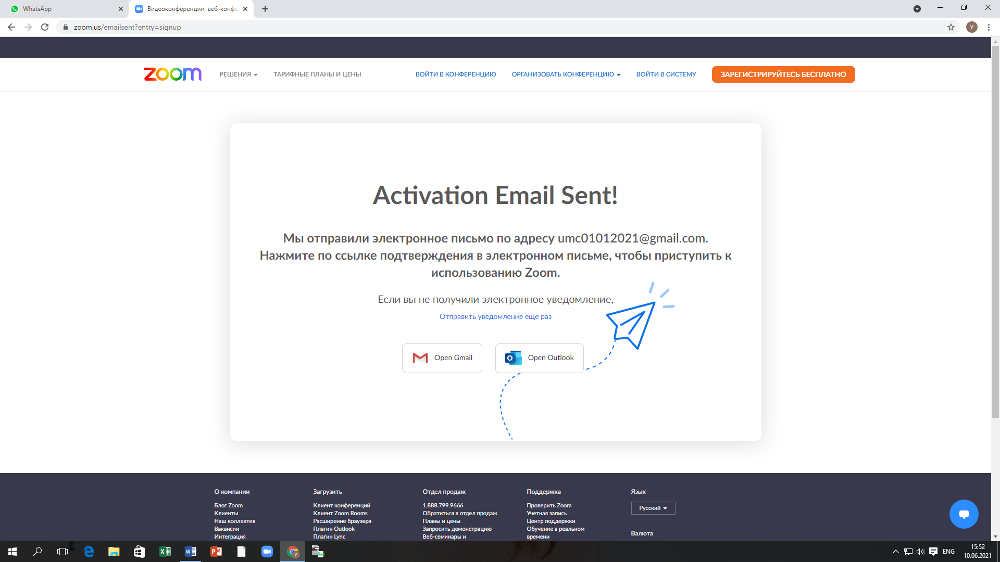 WhatsApp
Видеоконференции, веб-конфе
zoom.us/emailsent?entry=signup
У
zoom
РЕШЕНИЯ
ТАРИФНЫЕ ПЛАНЫ И ЦЕНЫ
ВОЙТИ В КОНФЕРЕНЦИЮ
ОРГАНИЗОВАТЬ КОНФЕРЕНЦИЮ
ВОЙТИ В СИСТЕМУ
ЗАРЕГИСТРИРУЙТЕСЬ БЕСПЛАТНО
Activation Email Sent!
Мы отправили электронное письмо по адресу umc01012021@gmail.com.
Нажмите по ссылке подтверждения в электронном письме, чтобы приступить к
использованию Zoom.
Если вы не получили электронное уведомление,
Отправить уведомление еще раз
Open Gmail
Open Outlook
О компании
Блог Zoom
Клиенты
Наш коллектив
Вакансии
Интеграция
Загрузить
Клиент конференций
Клиент Zoom Rooms
Расширение браузера
Плагин Outlook
Плагин Lync
Отдел продаж
1.888.799.9666
Обратиться в отдел продаж
Планы и цены
Запросить демонстрацию
Веб-семинары и
Поддержка
Проверить Zoom
Учетная запись
Центр поддержки
Обучение в реальном
времени
Язык
Русский
Валюта
ENG
15:52
10.06.2021